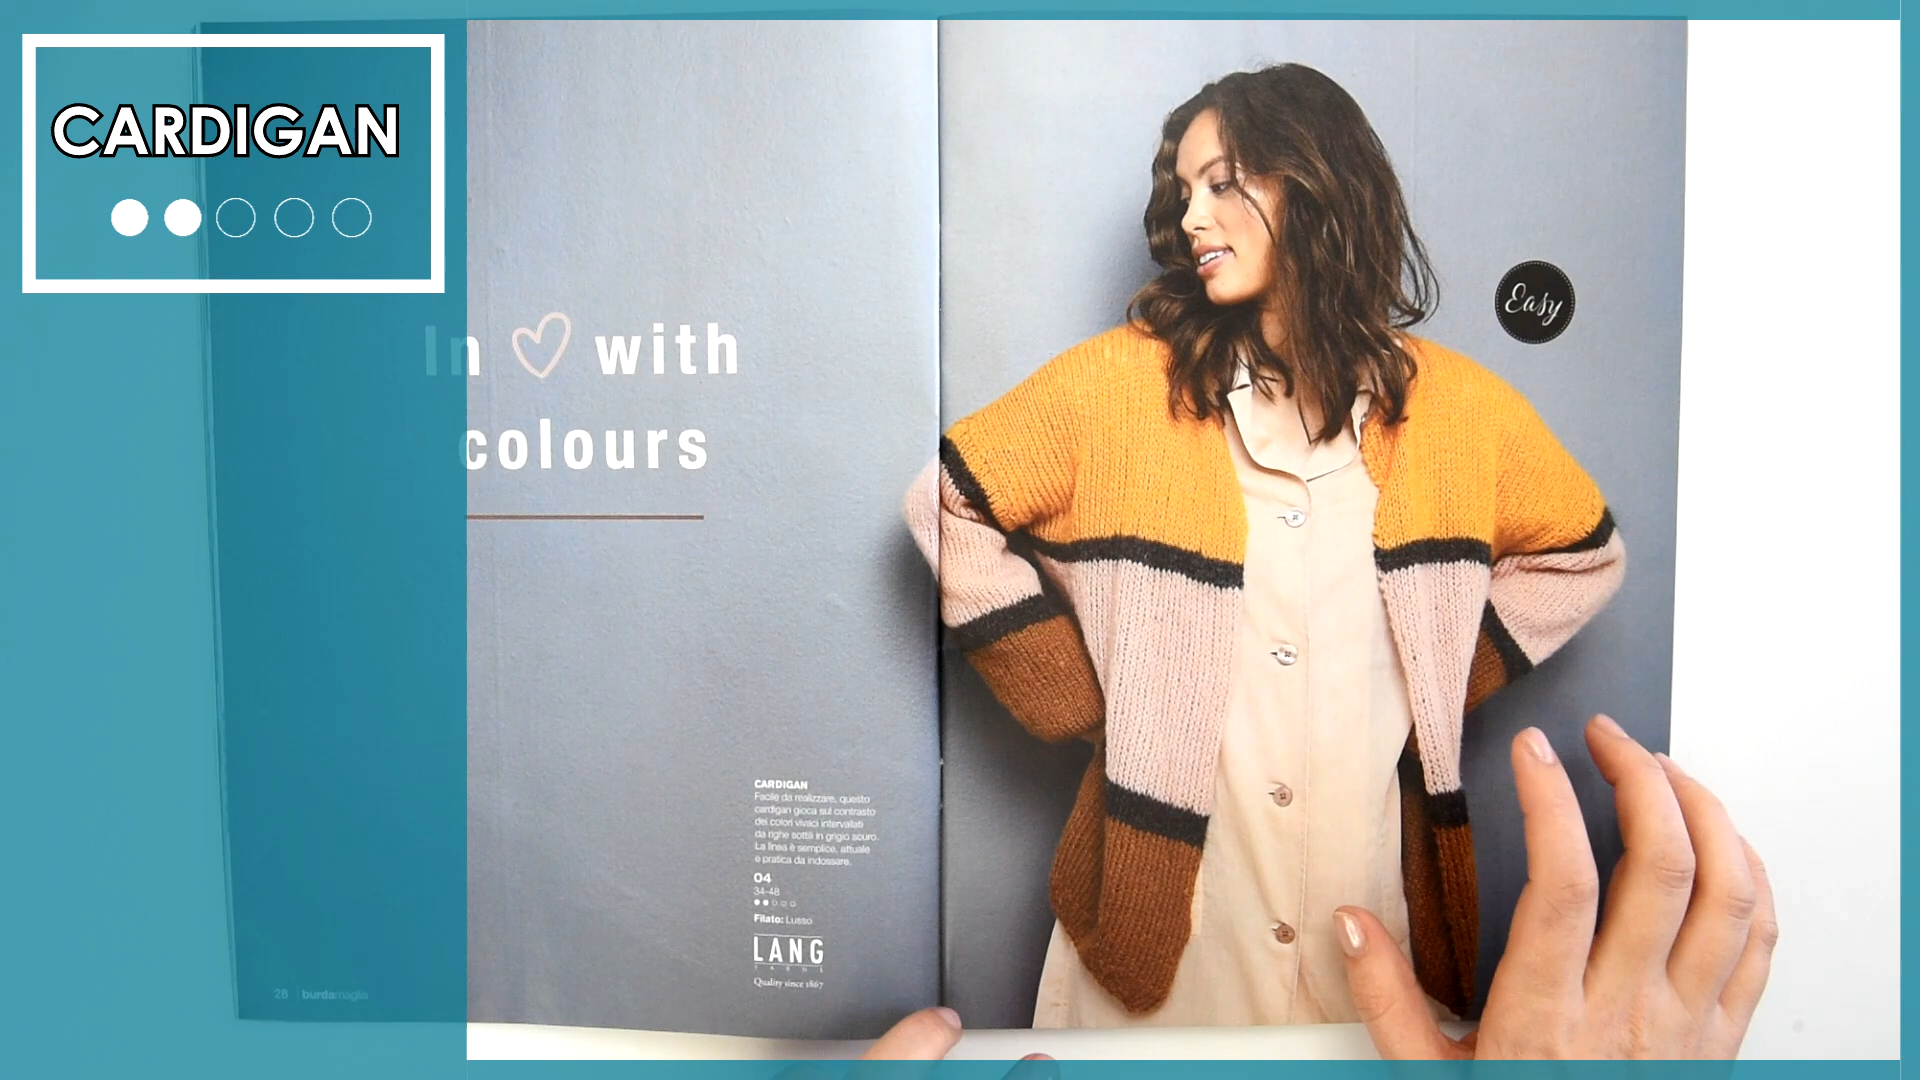 CARDIGAN
In with
colours
Easy
CARDIGAN
Facile da realizzare, questo
cardigan gioca sul contrasto
dei colori vivaci intervallati
da righe sottili in grigio scuro.
La linea è semplice, attuale
e pratica da indossare.
04
34-48
Filato: Lusso
LANG
YARNS
Quality since 1867
28 burdamaglia